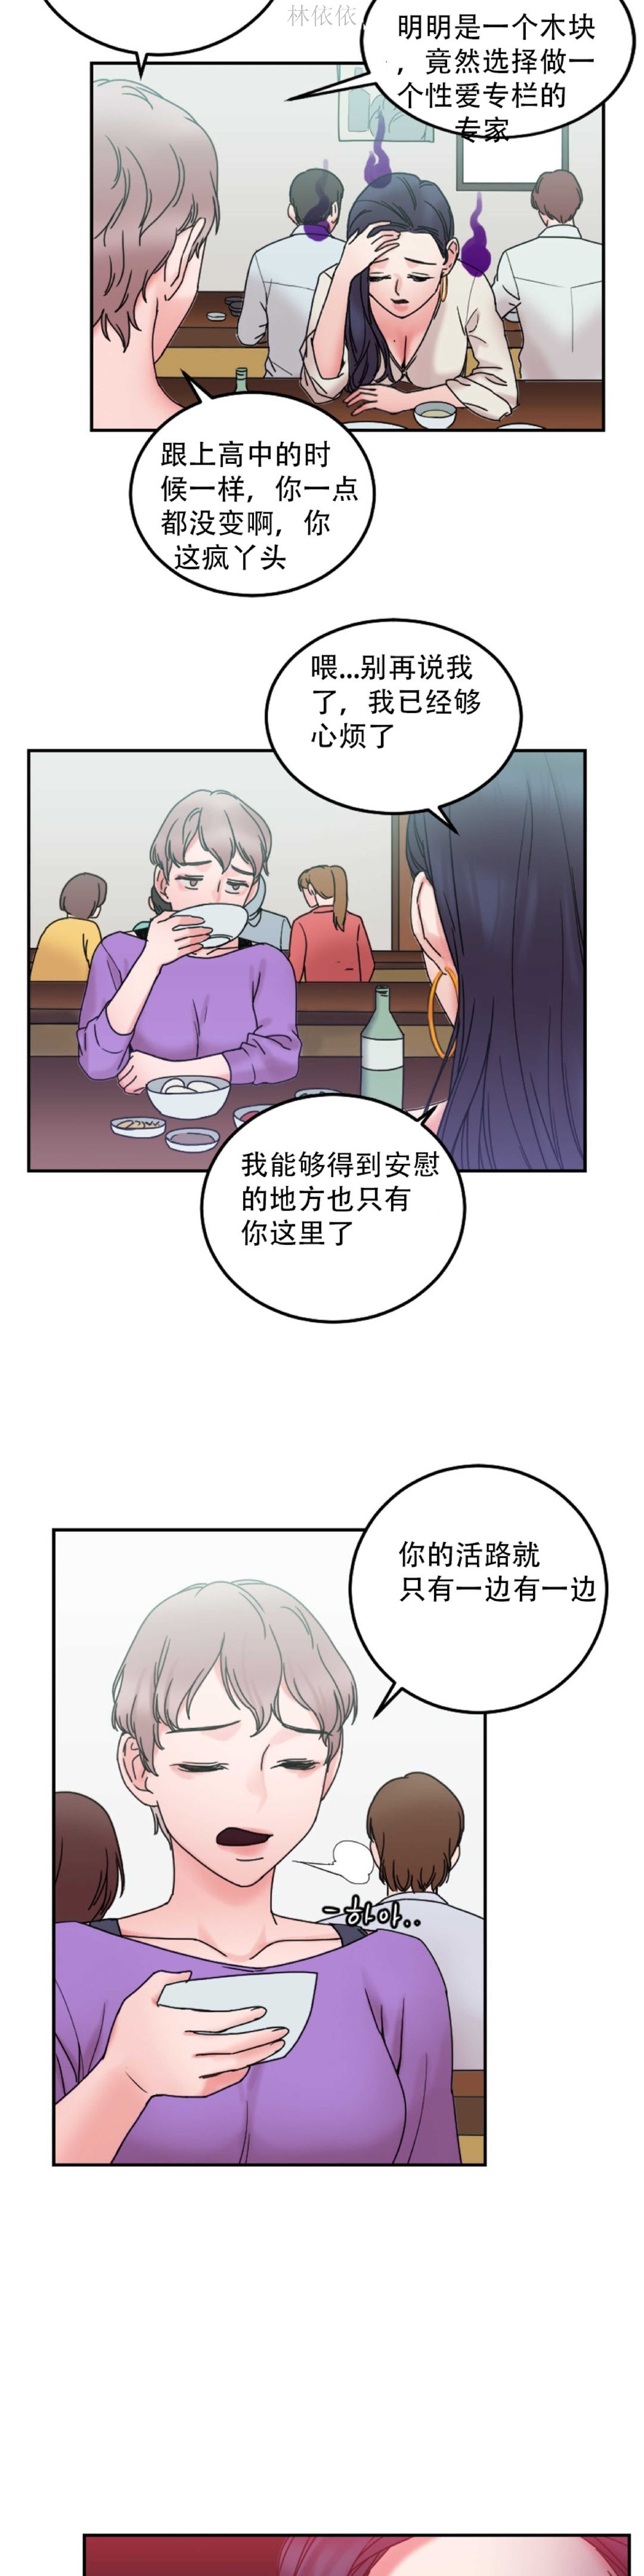 林依依
明明是一个木块
，竟然选择做一
个性爱专栏的
专家
跟上高中的时
候一样，你一点
都没变啊，你
这疯丫头
喂...别再说我
了，我已经够
心烦了
我能够得到安慰
的地方也只有
你这里了
你的活路就
只有一边有一边
하아..